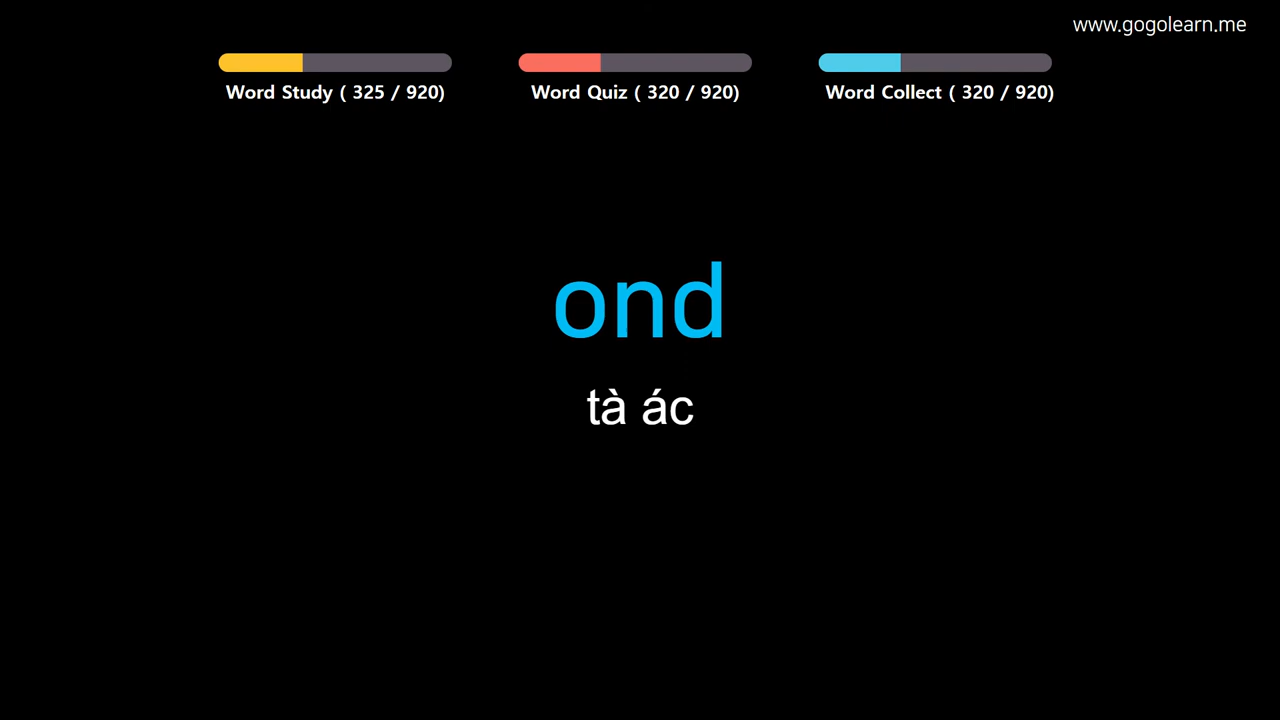 www.gogolearn.me
Word Study ( 325 / 920)
Word Quiz ( 320 / 920)
Word Collect ( 320 / 920)
ond
tà ác